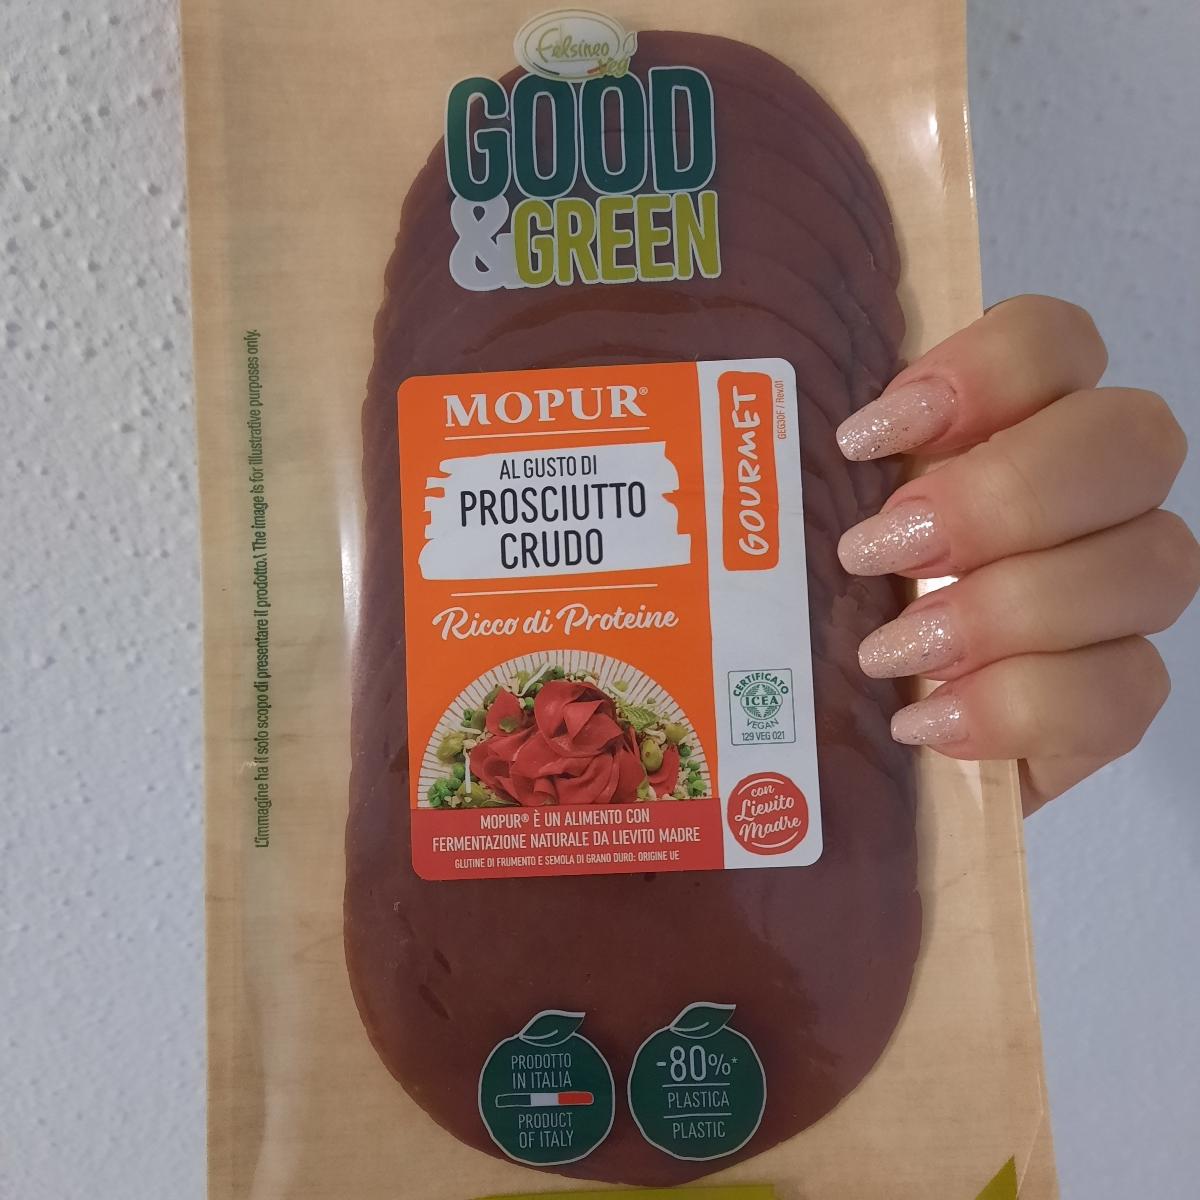 Felsineo
veg
GOOD
&GREEN
L'immagine ha il solo scopo di presentare il prodotto.\ The image is for illustrative purposes only.
MOPUR®
AL GUSTO DI
PROSCIUTTO
CRUDO
Ricco di Proteine
GOURMET
GEG30F / Rev.01
CERTIFICATO
ICEA
VEGAN
129 VEG 021
con
Lievito
Madre
MOPUR® È UN ALIMENTO CON
FERMENTAZIONE NATURALE DA LIEVITO MADRE
GLUTINE DI FRUMENTO E SEMOLA DI GRANO DURO: ORIGINE UE
PRODOTTO
IN ITALIA
PRODUCT
OF ITALY
-80%*
PLASTICA
PLASTIC